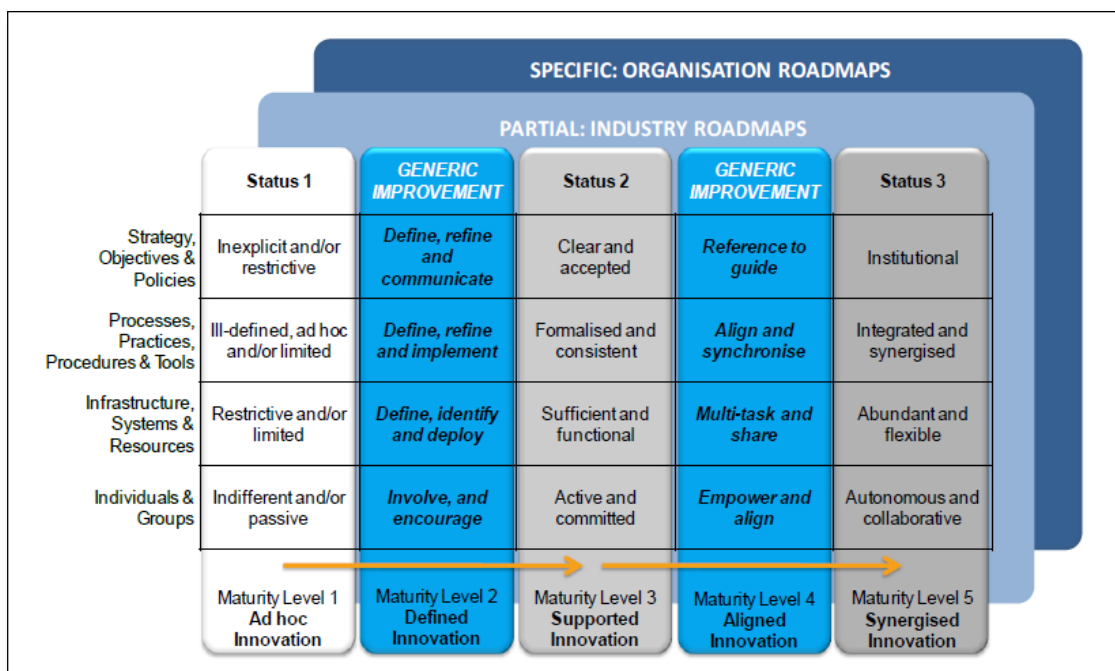 SPECIFIC: ORGANISATION ROADMAPS
PARTIAL: INDUSTRY ROADMAPS
Status 1
GENERIC
IMPROVEMENT
Status 2
GENERIC
IMPROVEMENT
Status 3
Strategy,
Objectives &
Policies
Inexplicit and/or
restrictive
Define, refine
and
communicate
Clear and
accepted
Reference to
guide
Institutional
Processes,
Practices,
Procedures & Tools
Ill-defined, ad hoc
and/or limited
Define, refine
and implement
Formalised and
consistent
Align and
synchronise
Integrated and
synergised
Infrastructure,
Systems &
Resources
Restrictive and/or
limited
Define, identify
and deploy
Sufficient and
functional
Multi-task and
share
Abundant and
flexible
Individuals &
Groups
Indifferent and/or
passive
Involve, and
encourage
Active and
committed
Empower and
align
Autonomous and
collaborative
Maturity Level 1
Ad hoc
Innovation
Maturity Level 2
Defined
Innovation
Maturity Level 3
Supported
Innovation
Maturity Level 4
Aligned
Innovation
Maturity Level 5
Synergised
Innovation